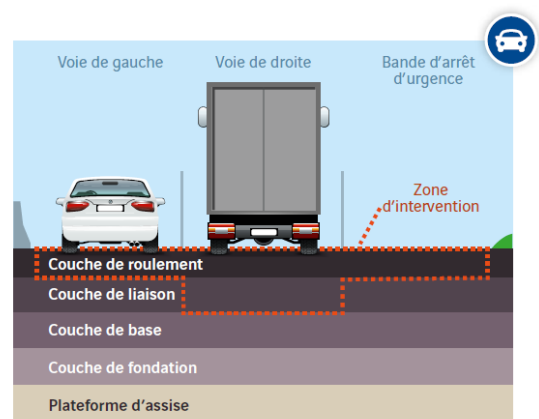 Voie de gauche
Voie de droite
Bande d'arrêt
d'urgence
Zone
d'intervention
Couche de roulement
Couche de liaison
Couche de base
Couche de fondation
Plateforme d'assise